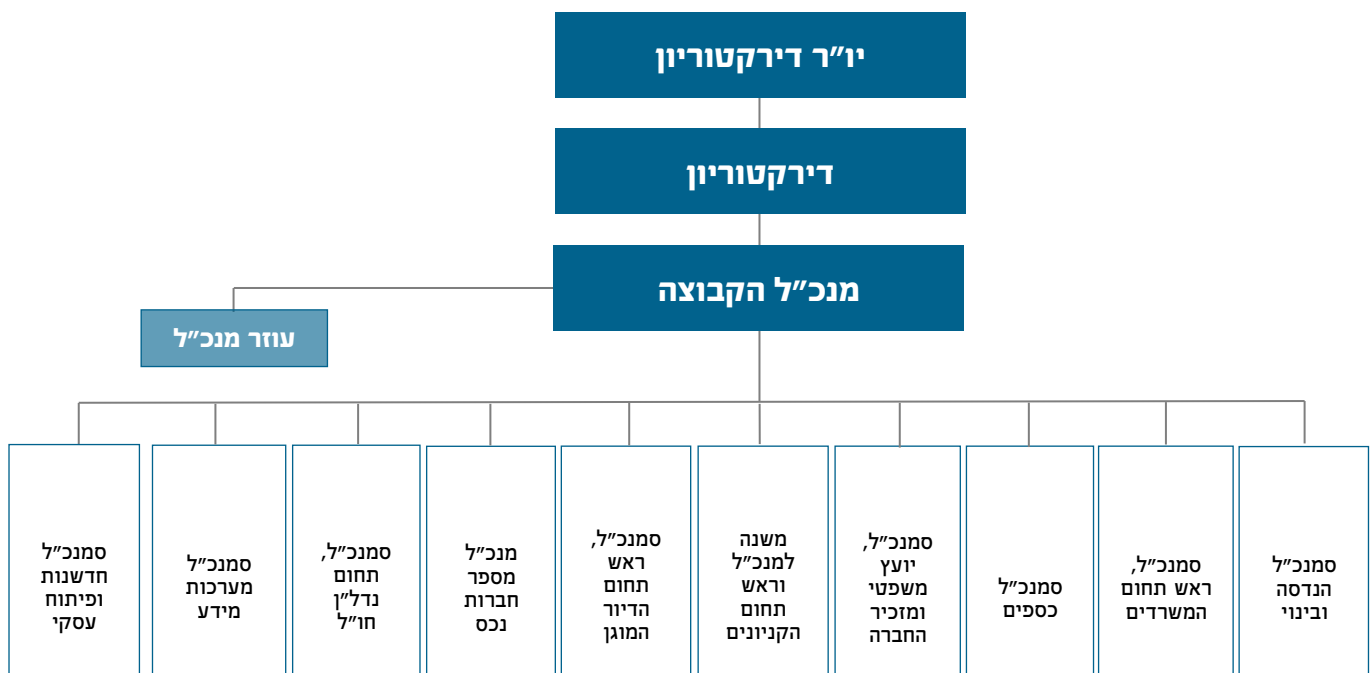 יו״ר דירקטוריון
דירקטוריון
מנכ״ל הקבוצה
עוזר מנכ״ל
סמנכ״ל
הנדסה
ובינוי
סמנכ״ל,
ראש תחום
המשרדים
סמנכ״ל
כספים
סמנכ״ל,
יועץ
משפטי
ומזכיר
החברה
משנה
למנכ״ל
וראש
תחום
הקניונים
סמנכ״ל,
ראש
תחום
הדיור
המוגן
מנכ״ל
מספר
חברות
נכס
סמנכ״ל,
תחום
נדל״ן
חו״ל
סמנכ״ל
מערכות
מידע
סמנכ״ל
חדשנות
ופיתוח
עסקי